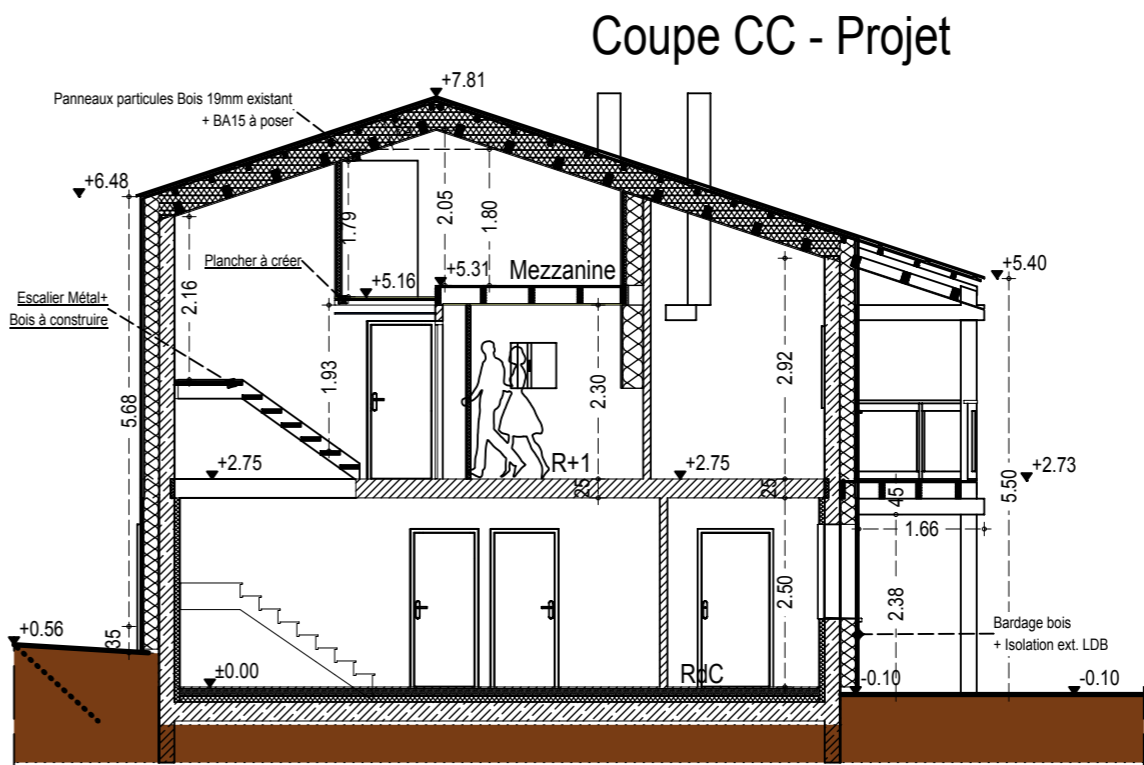 Coupe CC - Projet
+7.81
Panneaux particules Bois 19mm existant
+ BA15 à poser
+6.48
1.79
2.05
1.80
Plancher à créer
+5.16
+5.31
Mezzanine
+5.40
Escalier Métal+
Bois à construire
2.16
1.93
2.30
2.92
5.68
R+1
+2.75
+2.75
+2.73
25
25
45
5.50
1.66
2.50
2.38
+0.56
35
±0.00
RdC
Bardage bois
+ Isolation ext. LDB
-0.10
-0.10